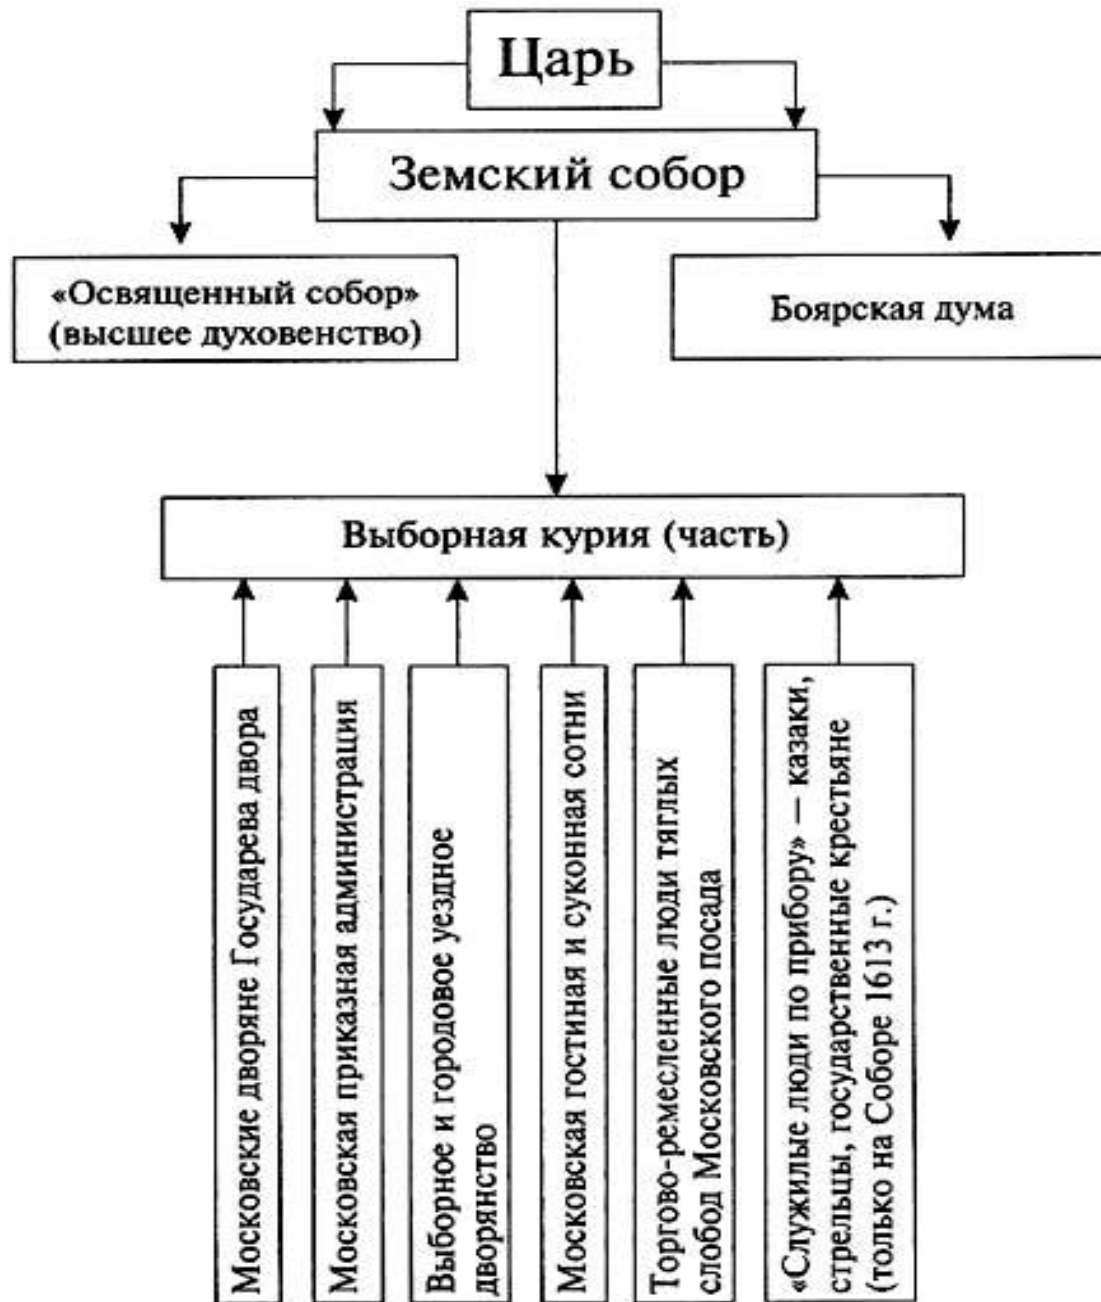 Царь
Земский собор
«Освященный собор»
(высшее духовенство)
Боярская дума
Выборная курия (часть)
Московские дворяне Государева двора
Московская приказная администрация
Выборное и городовое уездное
дворянство
Московская гостиная и суконная сотни
Торгово-ремесленные люди тяглых
слобод Московского посада
«Служилые люди по прибору» — казаки,
стрельцы, государственные крестьяне
(только на Соборе 1613 г.)